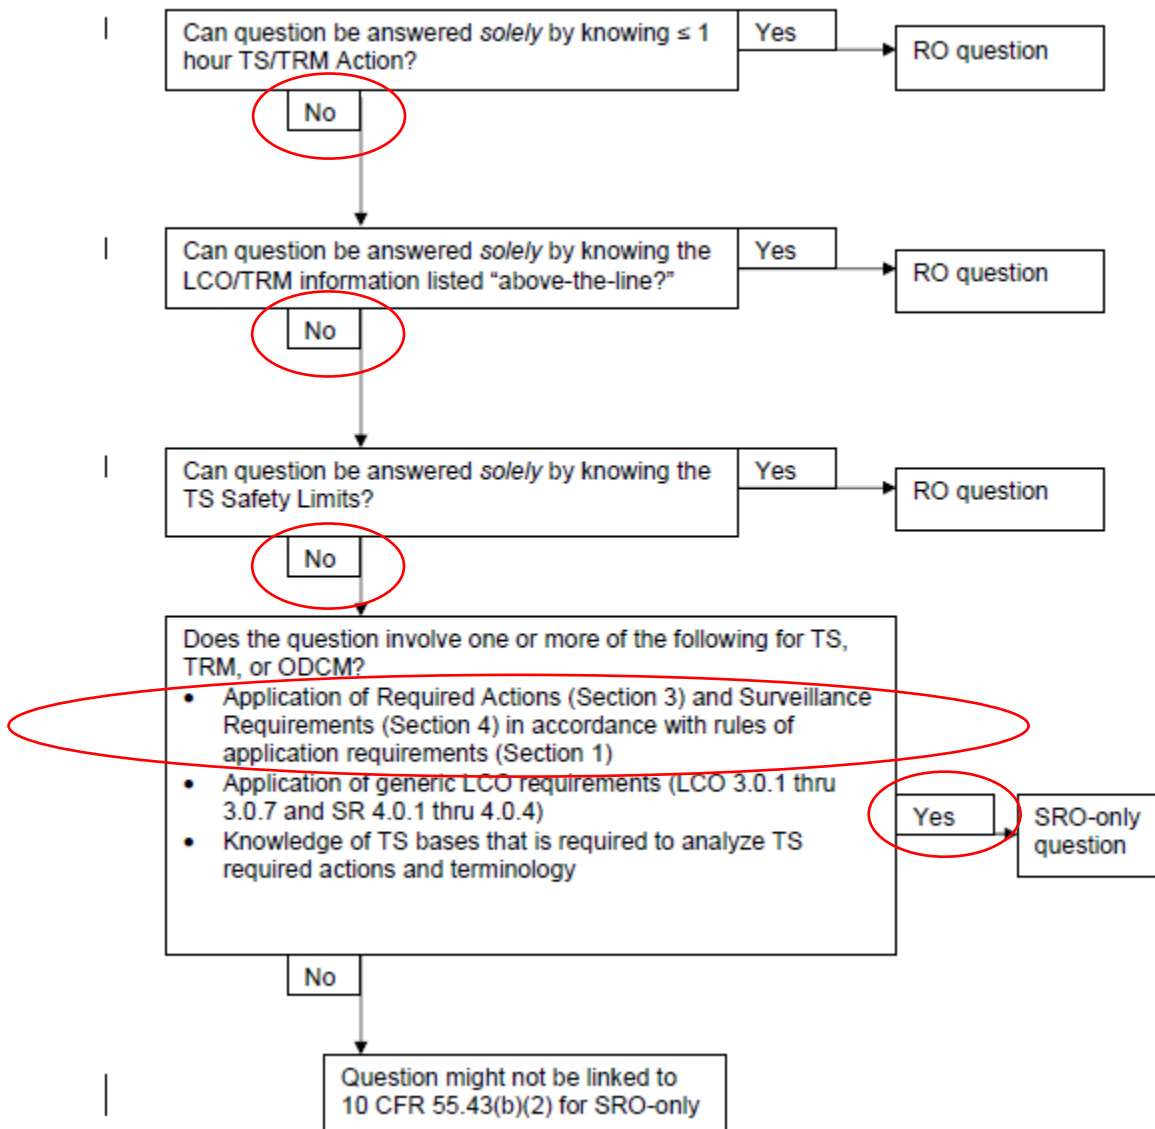 Can question be answered solely by knowing ≤ 1
hour TS/TRM Action?
Yes
RO question
No
Can question be answered solely by knowing the
LCO/TRM information listed “above-the-line?”
Yes
RO question
No
Can question be answered solely by knowing the
TS Safety Limits?
Yes
RO question
No
Does the question involve one or more of the following for TS,
TRM, or ODCM?
• Application of Required Actions (Section 3) and Surveillance
Requirements (Section 4) in accordance with rules of
application requirements (Section 1)
• Application of generic LCO requirements (LCO 3.0.1 thru
3.0.7 and SR 4.0.1 thru 4.0.4)
• Knowledge of TS bases that is required to analyze TS
required actions and terminology
Yes
SRO-only
question
No
Question might not be linked to
10 CFR 55.43(b)(2) for SRO-only